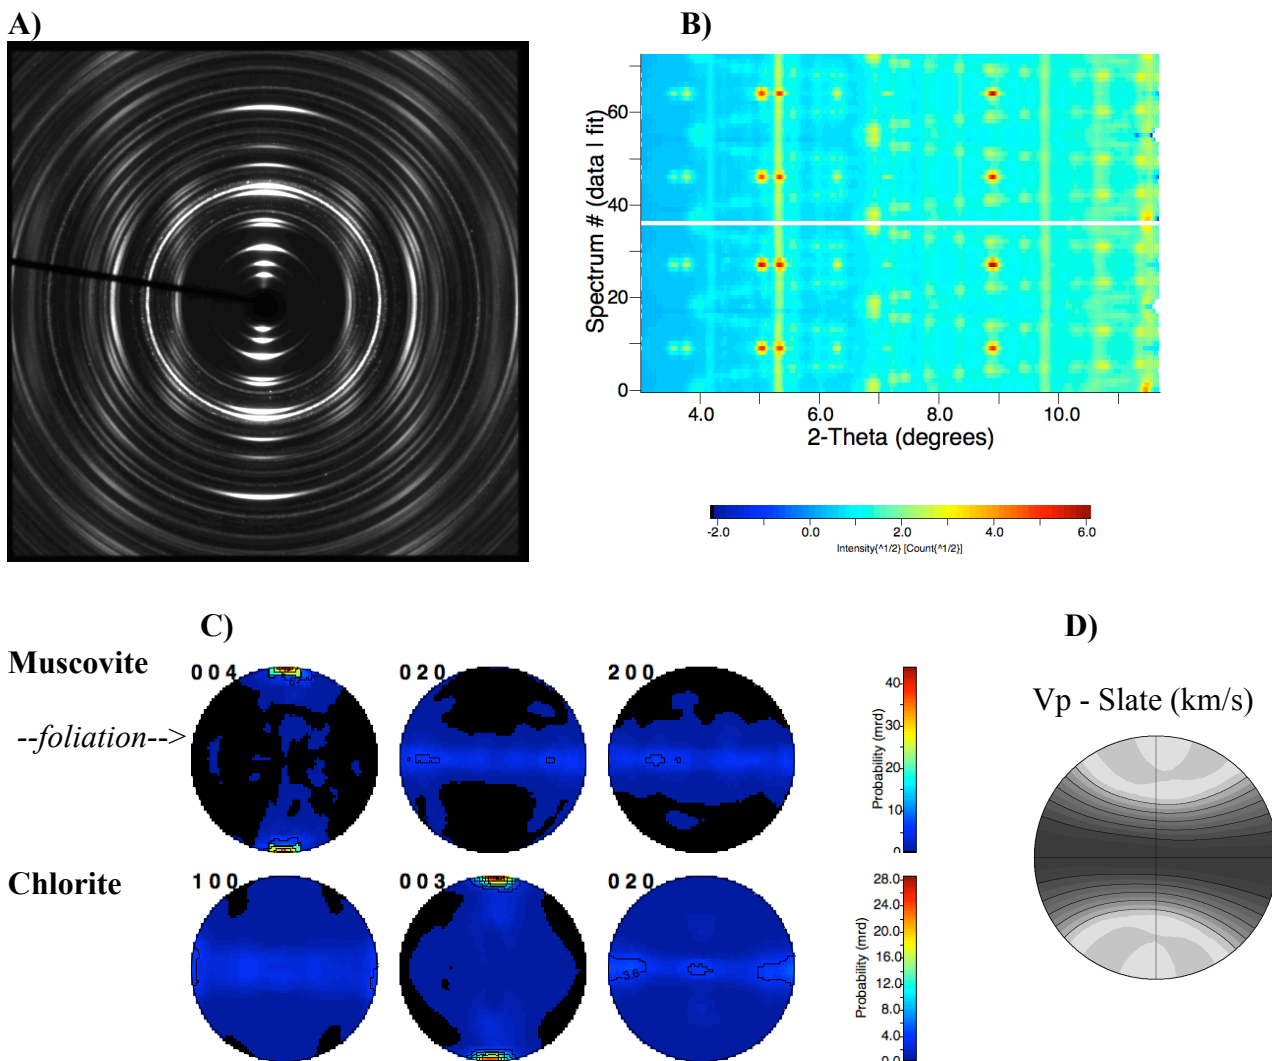 A)
B)
Spectrum # (data | fit)
60
40
20
0
4.0 6.0 8.0 10.0
2-Theta (degrees)
-2.0 0.0 2.0 4.0 6.0
Intensity{^1/2} [Count{^1/2}]
C)
D)
Muscovite
--foliation-->
0 0 4
0 2 0
2 0 0
Probability (mrd)
40
30
20
10
0
Vp - Slate (km/s)
Chlorite
1 0 0
0 0 3
0 2 0
3.6
Probability (mrd)
28.0
24.0
20.0
16.0
12.0
8.0
4.0
0.0